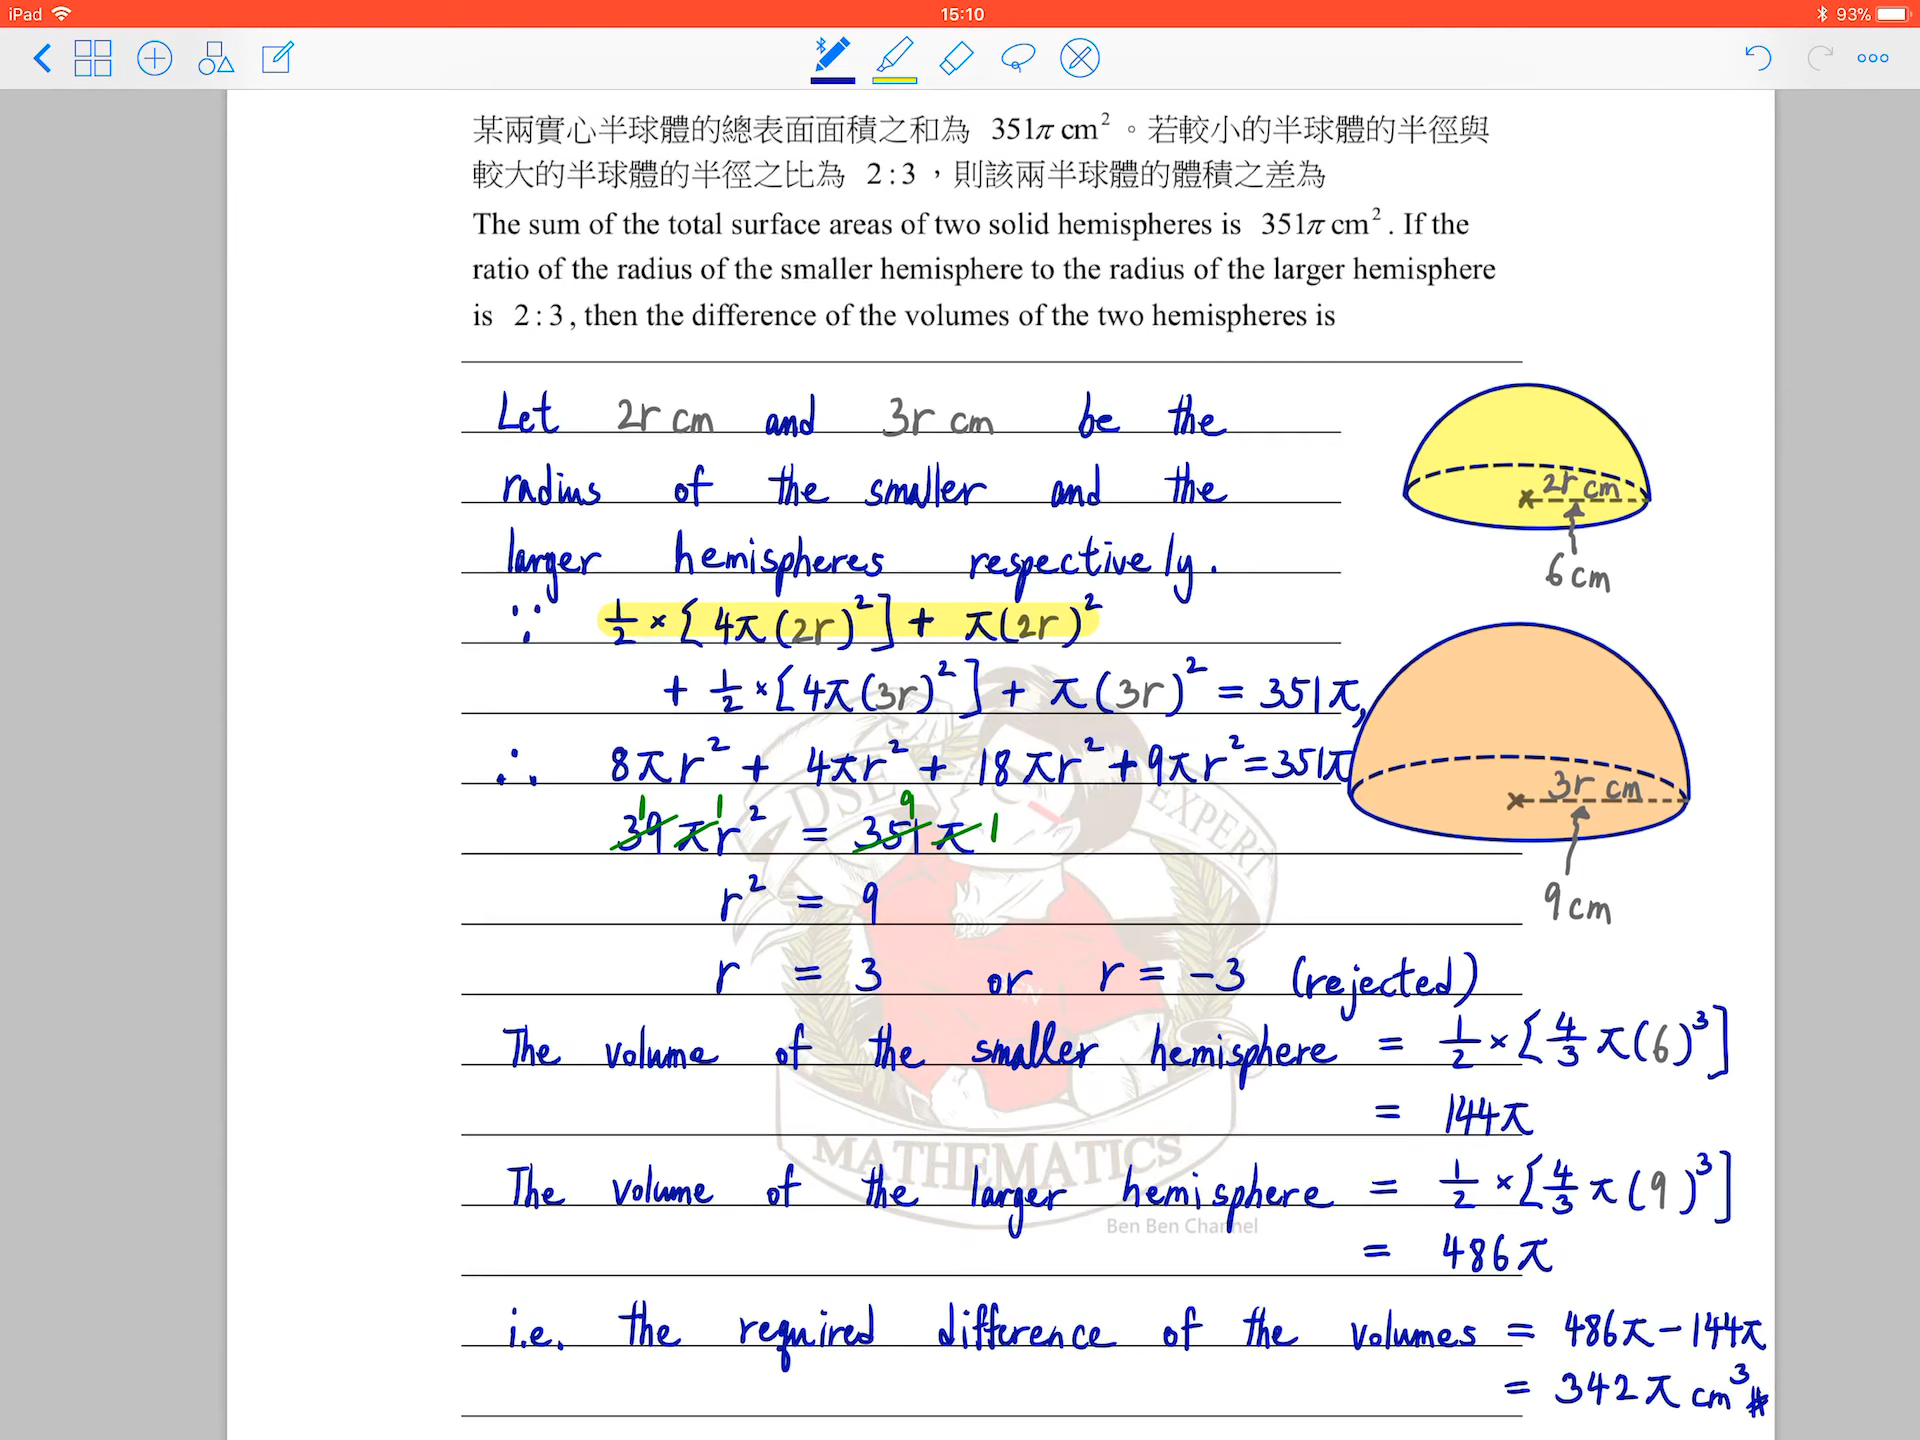 iPad 15:10 93%
某兩實心半球體的總表面面積之和為 351π cm²。若較小的半球體的半徑與
較大的半球體的半徑之比為 2:3，則該兩半球體的體積之差為
The sum of the total surface areas of two solid hemispheres is 351π cm². If the
ratio of the radius of the smaller hemisphere to the radius of the larger hemisphere
is 2:3, then the difference of the volumes of the two hemispheres is
Let 2r cm and 3r cm be the
radius of the smaller and the
larger hemispheres respectively.
2r cm
6 cm
∵ 1/2 × [4π(2r)²] + π(2r)²
+ 1/2 × [4π(3r)²] + π(3r)² = 351π,
∴ 8πr² + 4πr² + 18πr² + 9πr² = 351π
3r cm
9 cm
1 1 9
39πr² = 351π 1
r² = 9
r = 3 or r = -3 (rejected)
The volume of the smaller hemisphere = 1/2 × [4/3 π(6)³]
= 144π
The volume of the larger hemisphere = 1/2 × [4/3 π(9)³]
= 486π
i.e. the required difference of the volumes = 486π - 144π
= 342π cm³ #
DSE EXPERT
MATHEMATICS
Ben Ben Channel